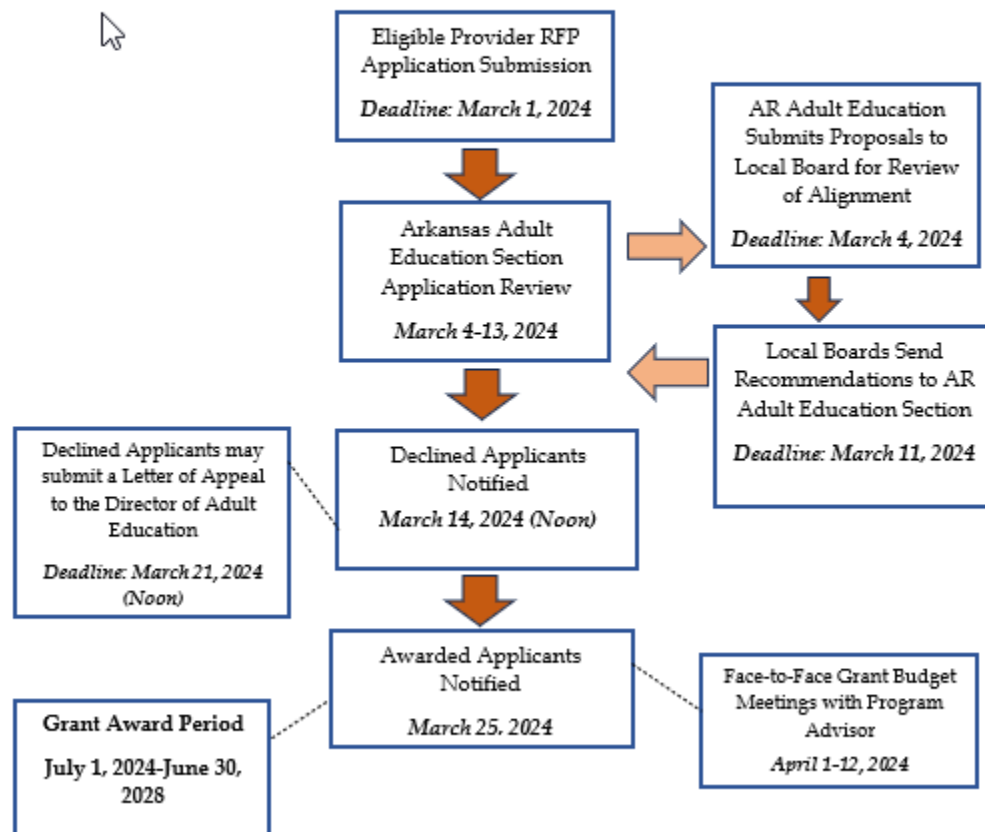 Eligible Provider RFP
Application Submission
Deadline: March 1, 2024
AR Adult Education
Submits Proposals to
Local Board for Review
of Alignment
Deadline: March 4, 2024
Arkansas Adult
Education Section
Application Review
March 4-13, 2024
Local Boards Send
Recommendations to AR
Adult Education Section
Deadline: March 11, 2024
Declined Applicants may
submit a Letter of Appeal
to the Director of Adult
Education
Deadline: March 21, 2024
(Noon)
Declined Applicants
Notified
March 14, 2024 (Noon)
Awarded Applicants
Notified
March 25, 2024
Face-to-Face Grant Budget
Meetings with Program
Advisor
April 1-12, 2024
Grant Award Period
July 1, 2024-June 30,
2028